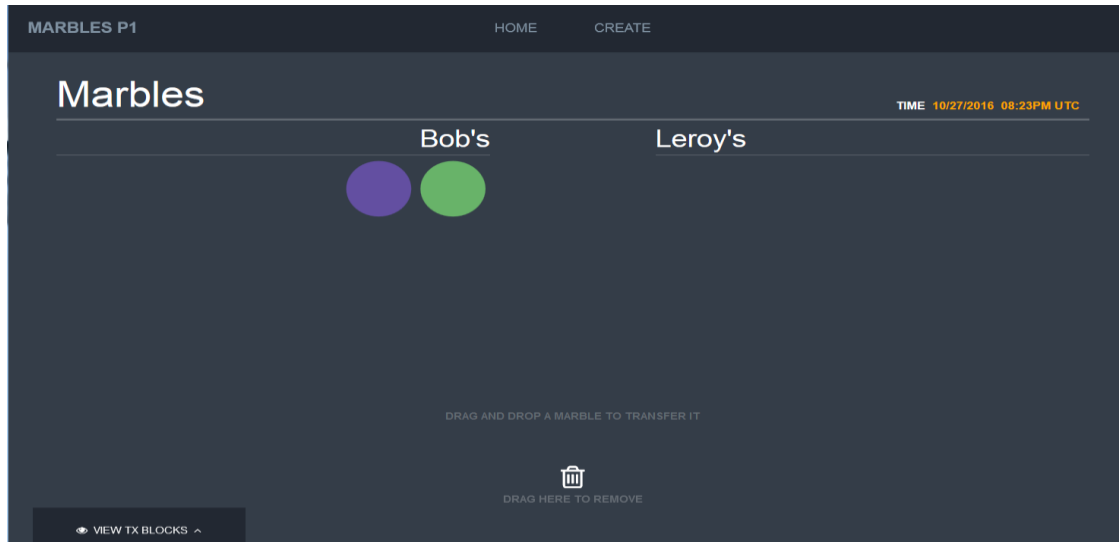 MARBLES P1 HOME CREATE
Marbles
TIME 10/27/2016 08:23PM UTC
Bob's Leroy's
DRAG AND DROP A MARBLE TO TRANSFER IT
DRAG HERE TO REMOVE
VIEW TX BLOCKS